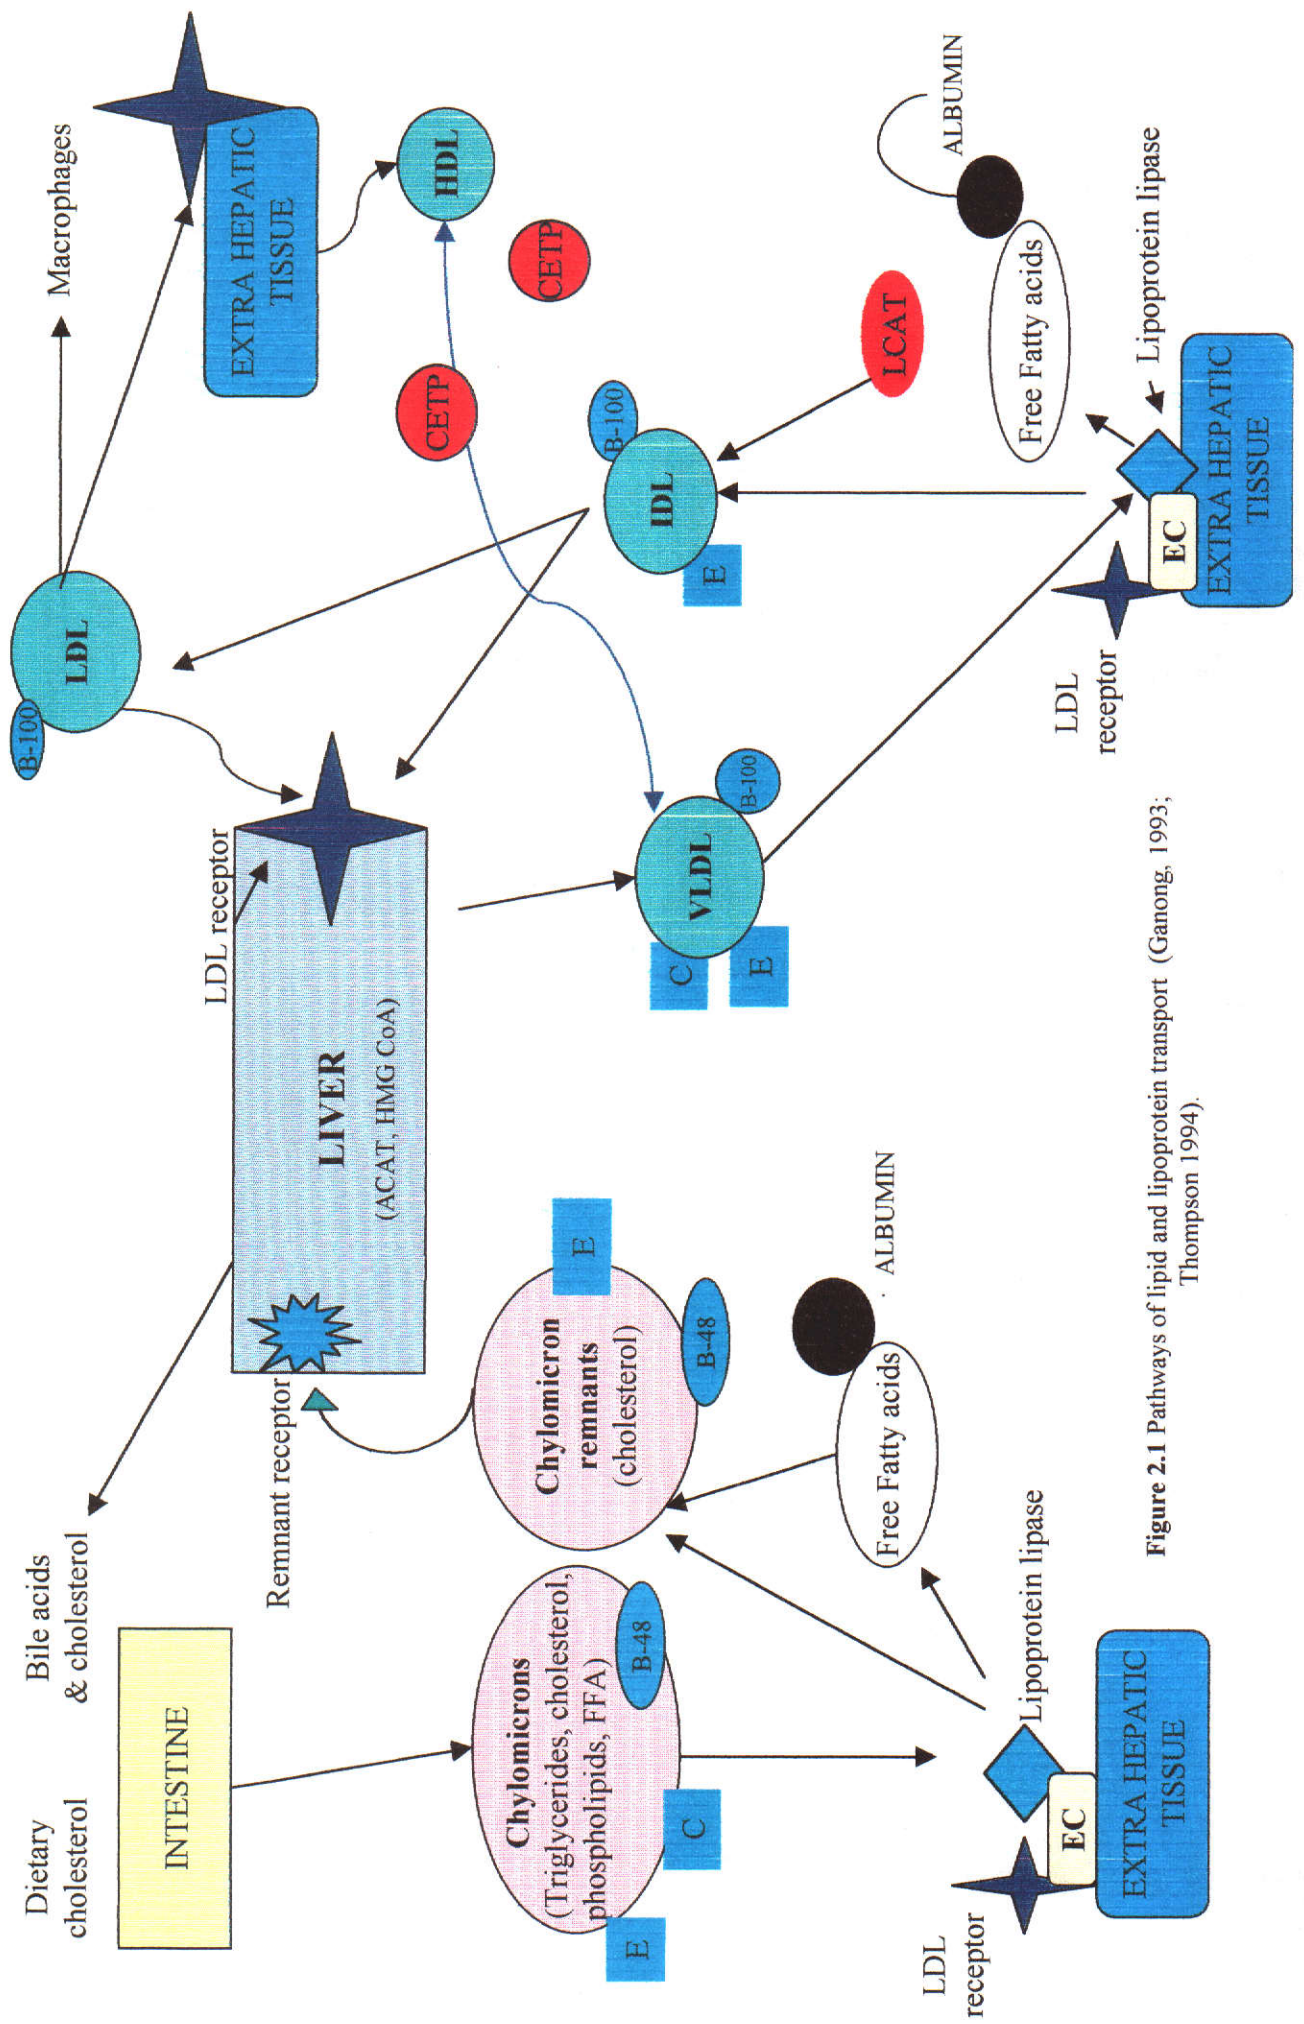 Dietary
cholesterol
Bile acids
& cholesterol
INTESTINE
Remnant receptor
LDL receptor
LIVER
(ACAT, HMG CoA)
B-100
LDL
Macrophages
EXTRA HEPATIC
TISSUE
HDL
CETP
CETP
Chylomicrons
(Triglycerides, cholesterol,
phospholipids, FFA)
B-48
E
C
Chylomicron
remnants
(cholesterol)
E
B-48
VLDL
C
E
B-100
IDL
B-100
E
LCAT
Free Fatty acids
ALBUMIN
Free Fatty acids
ALBUMIN
LDL
receptor
EC
Lipoprotein lipase
EXTRA HEPATIC
TISSUE
LDL
receptor
EC
Lipoprotein lipase
EXTRA HEPATIC
TISSUE
Figure 2.1 Pathways of lipid and lipoprotein transport (Ganong, 1993;
Thompson 1994).